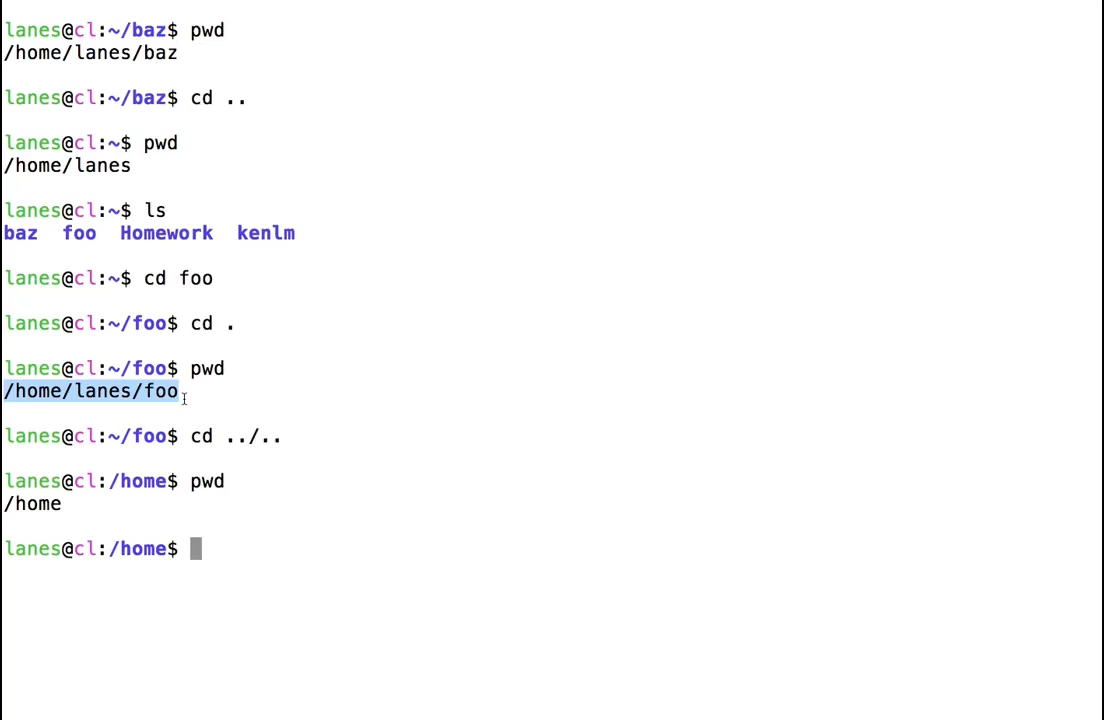 lanes@cl:~/baz$ pwd
/home/lanes/baz
lanes@cl:~/baz$ cd ..
lanes@cl:~$ pwd
/home/lanes
lanes@cl:~$ ls
baz  foo  Homework  kenlm
lanes@cl:~$ cd foo
lanes@cl:~/foo$ cd .
lanes@cl:~/foo$ pwd
/home/lanes/foo
lanes@cl:~/foo$ cd ../..
lanes@cl:/home$ pwd
/home
lanes@cl:/home$